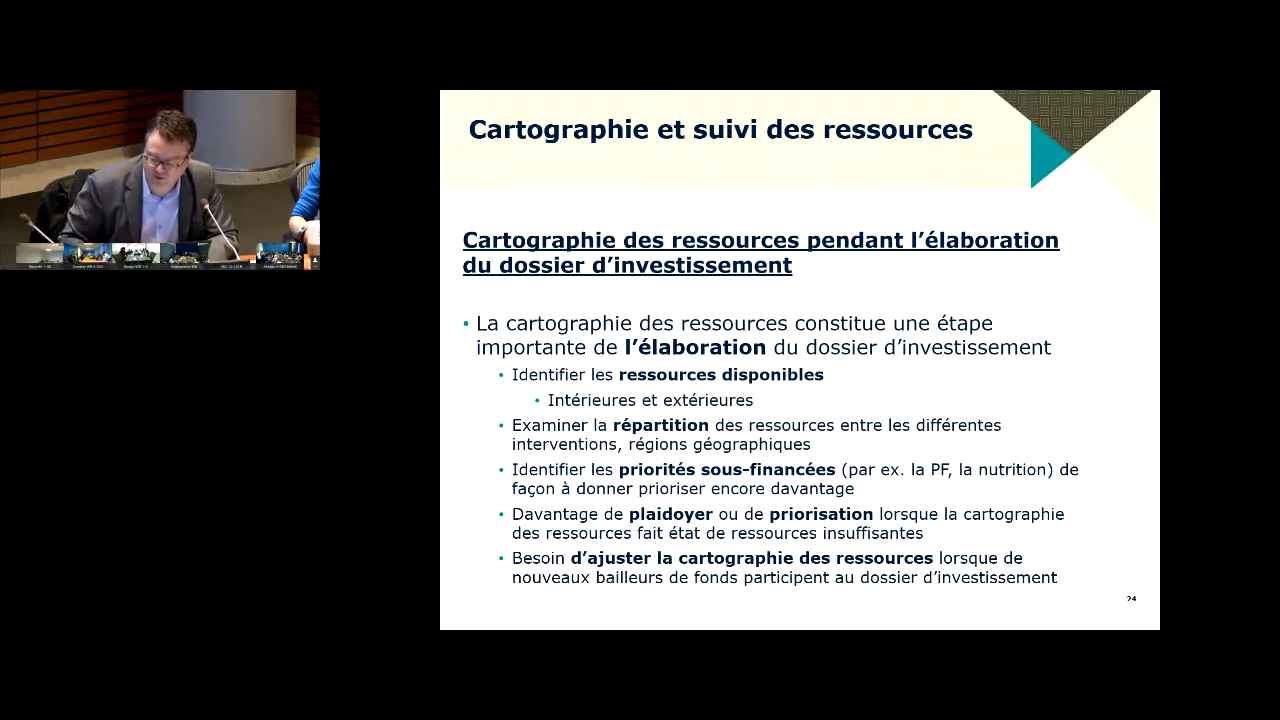 Cartographie et suivi des ressources
Cartographie des ressources pendant l’élaboration
du dossier d’investissement
• La cartographie des ressources constitue une étape
importante de l’élaboration du dossier d’investissement
• Identifier les ressources disponibles
• Intérieures et extérieures
• Examiner la répartition des ressources entre les différentes
interventions, régions géographiques
• Identifier les priorités sous-financées (par ex. la PF, la nutrition) de
façon à donner prioriser encore davantage
• Davantage de plaidoyer ou de priorisation lorsque la cartographie
des ressources fait état de ressources insuffisantes
• Besoin d’ajuster la cartographie des ressources lorsque de
nouveaux bailleurs de fonds participent au dossier d’investissement
24